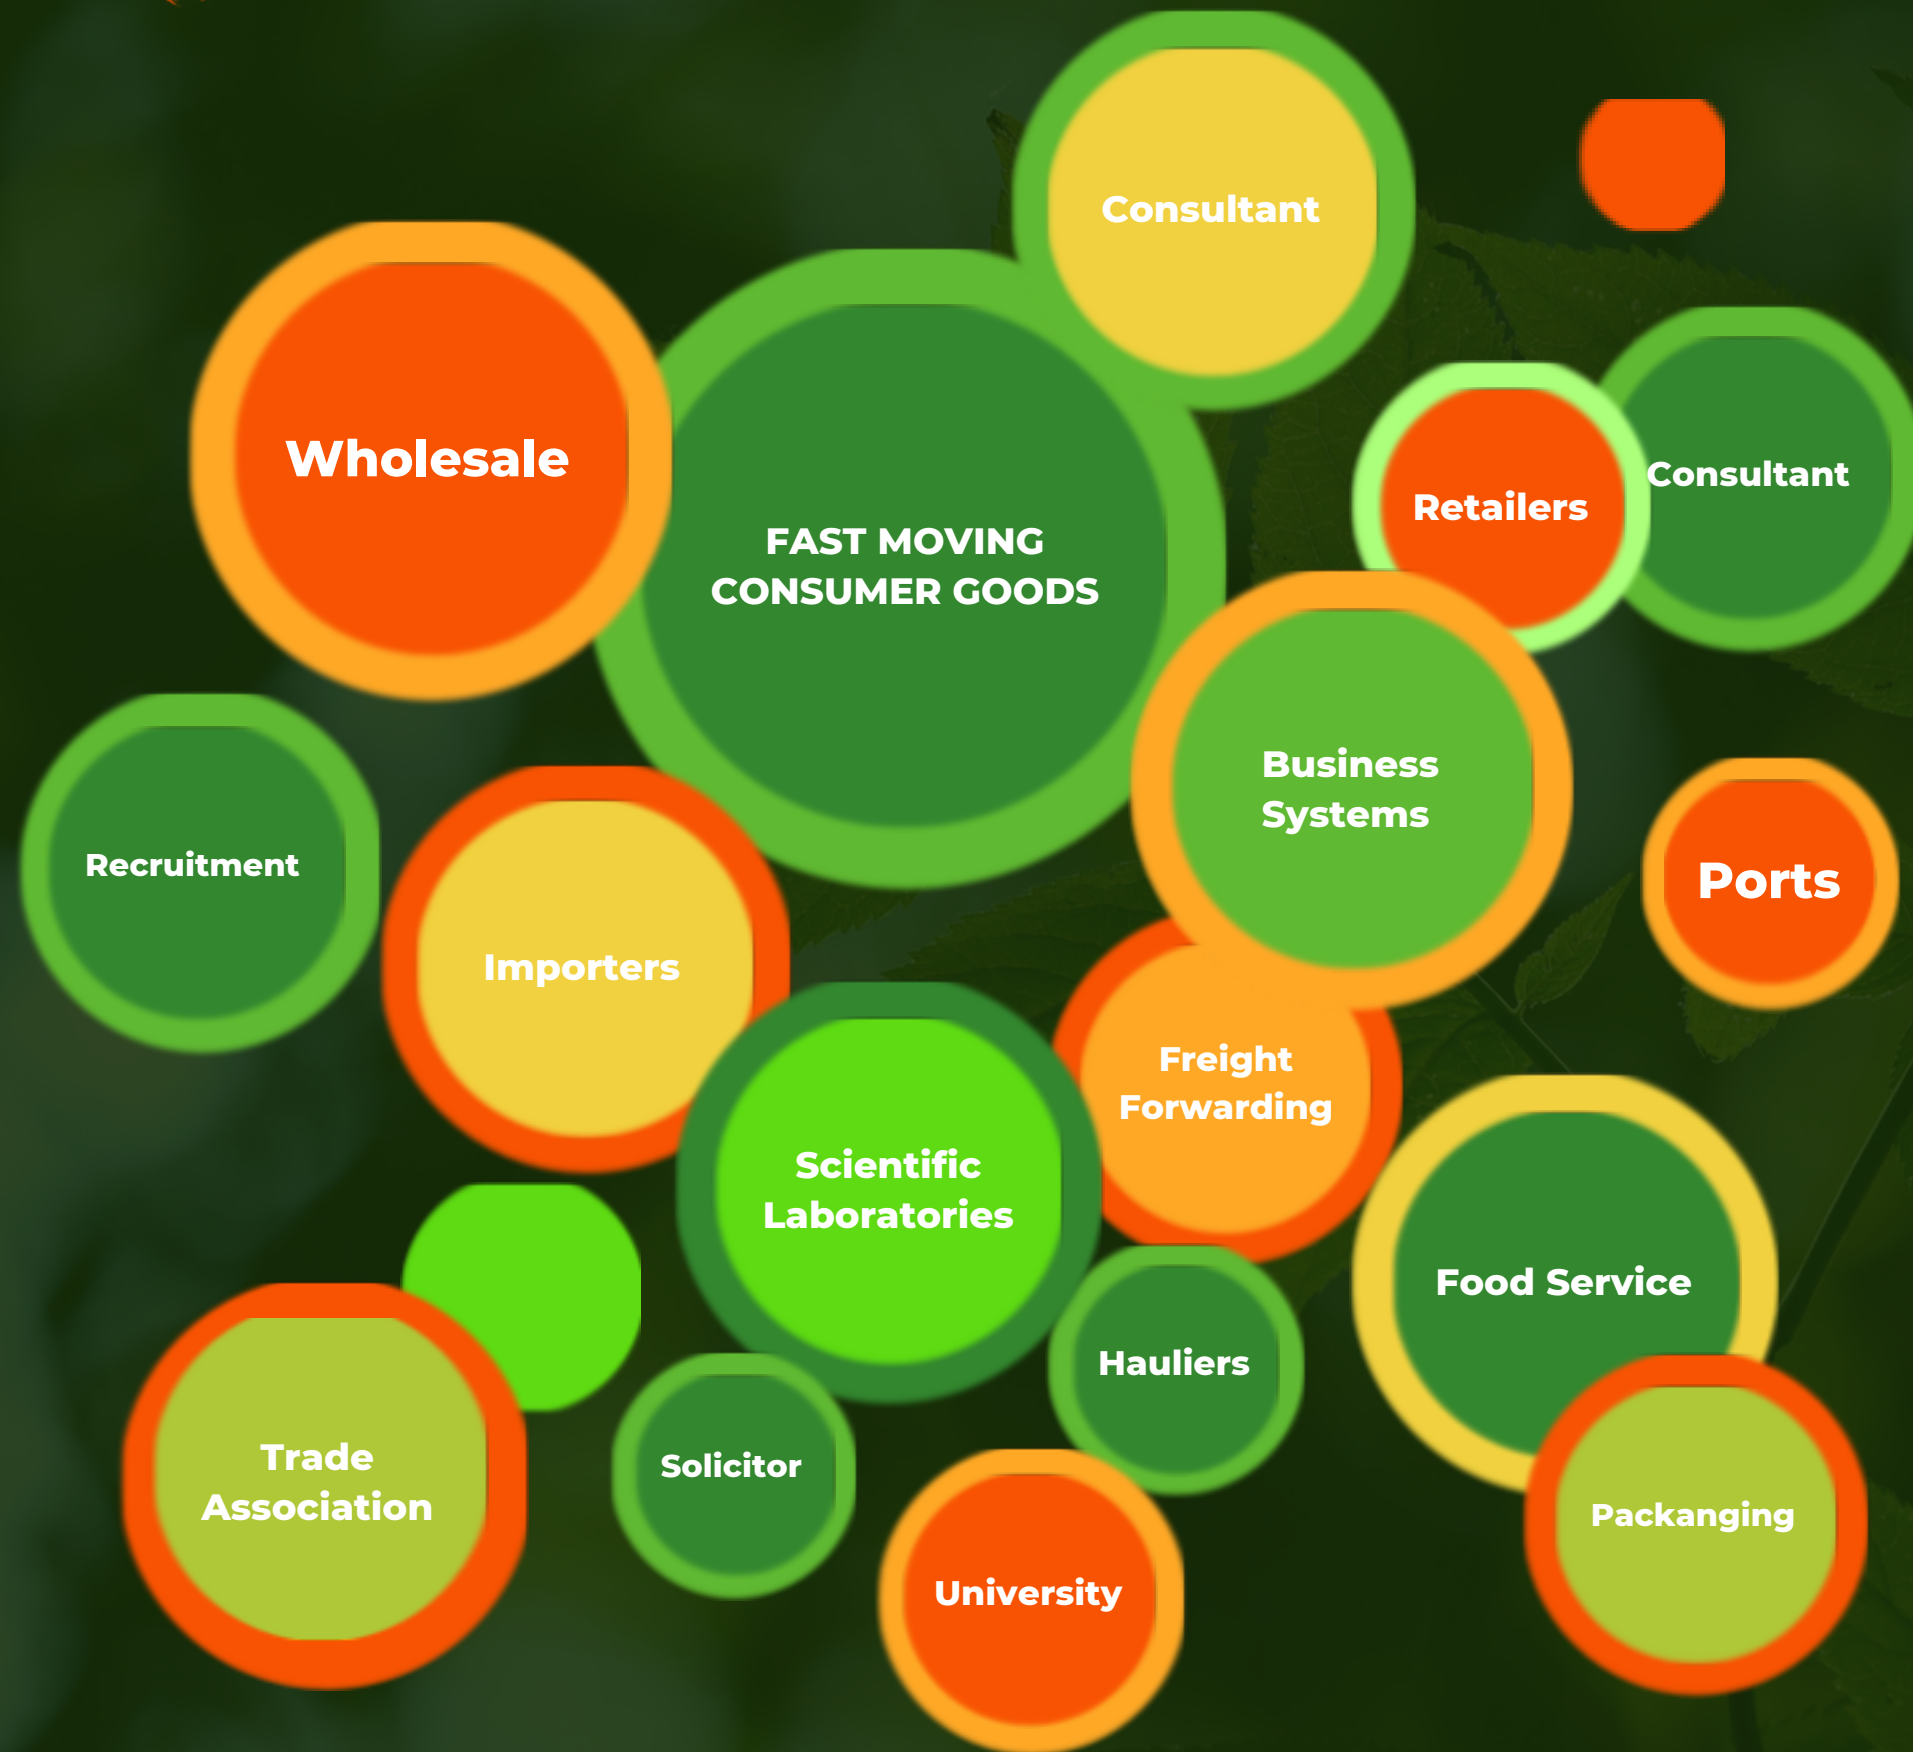 Consultant
Wholesale
Consultant
Retailers
FAST MOVING
CONSUMER GOODS
Business
Systems
Recruitment
Ports
Importers
Freight
Forwarding
Scientific
Laboratories
Food Service
Hauliers
Trade
Association
Solicitor
Packanging
University